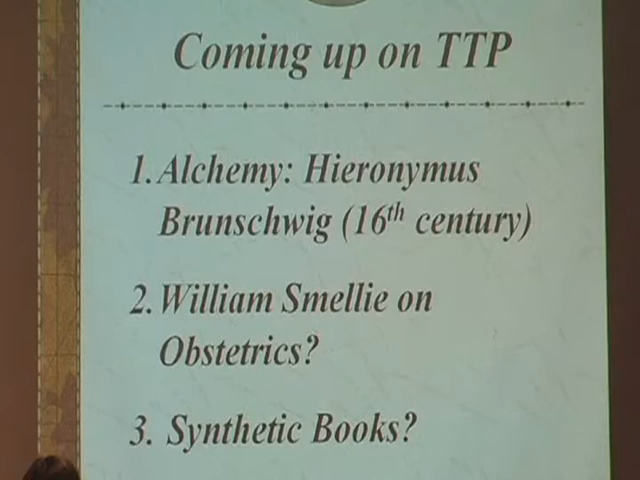 Coming up on TTP
1. Alchemy: Hieronymus
Brunschwig (16th century)
2. William Smellie on
Obstetrics?
3. Synthetic Books?